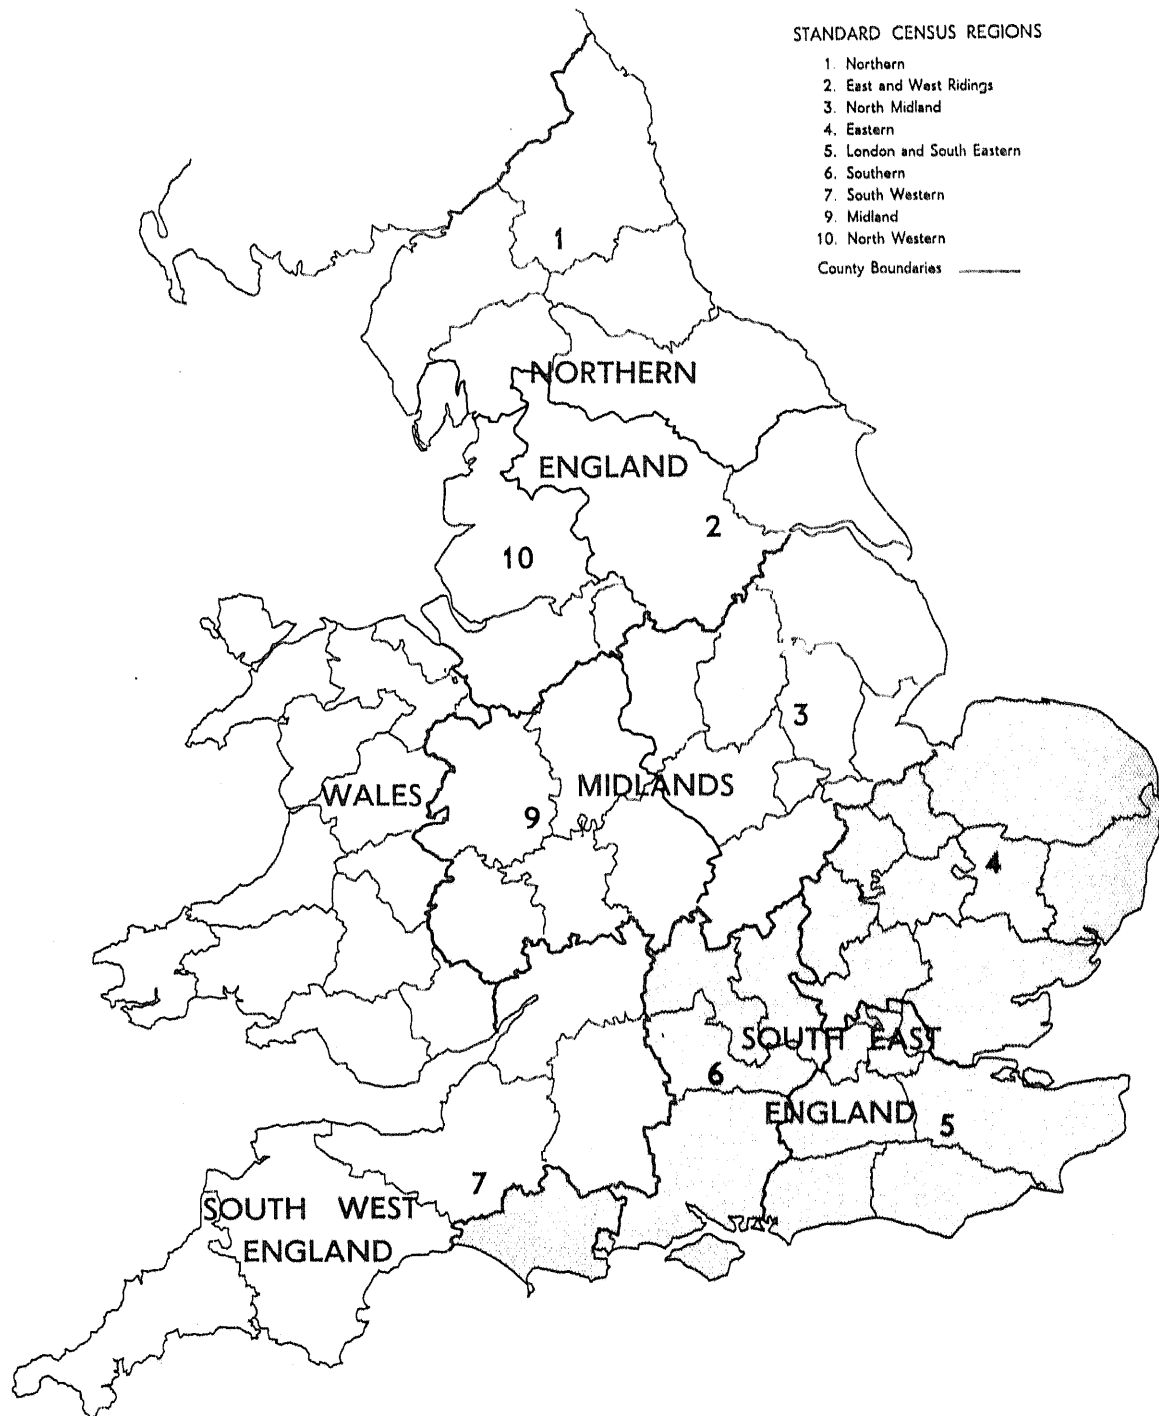 STANDARD CENSUS REGIONS
1. Northern
2. East and West Ridings
3. North Midland
4. Eastern
5. London and South Eastern
6. Southern
7. South Western
9. Midland
10. North Western
County Boundaries
1
NORTHERN
ENGLAND
2
10
3
WALES
MIDLANDS
9
4
SOUTH EAST
6
ENGLAND
5
7
SOUTH WEST
ENGLAND